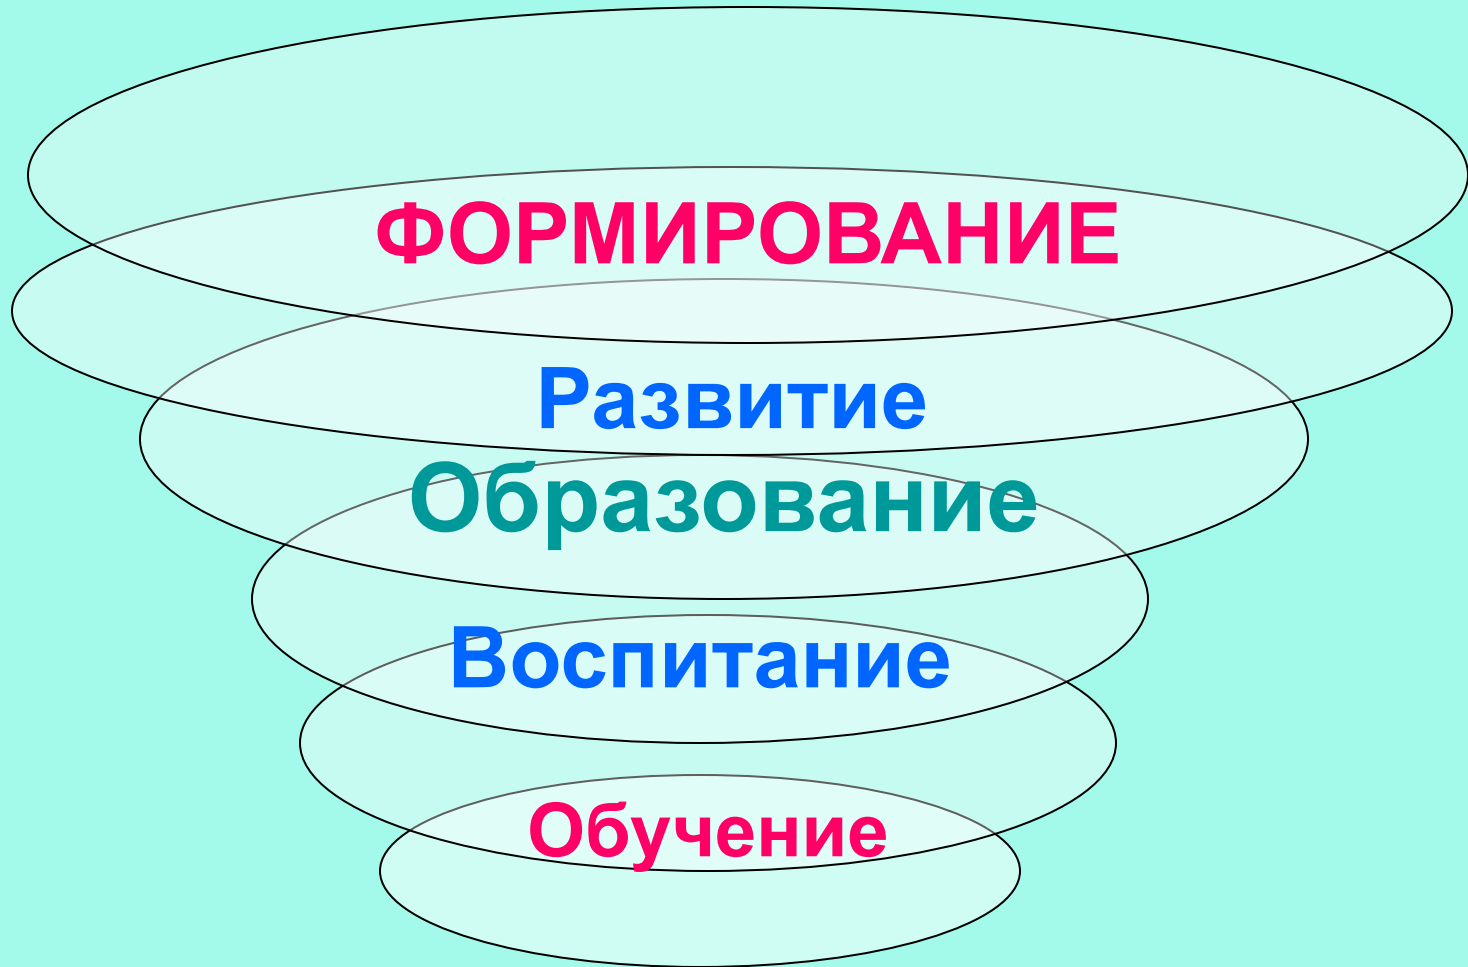 ФОРМИРОВАНИЕ
Развитие
Образование
Воспитание
Обучение